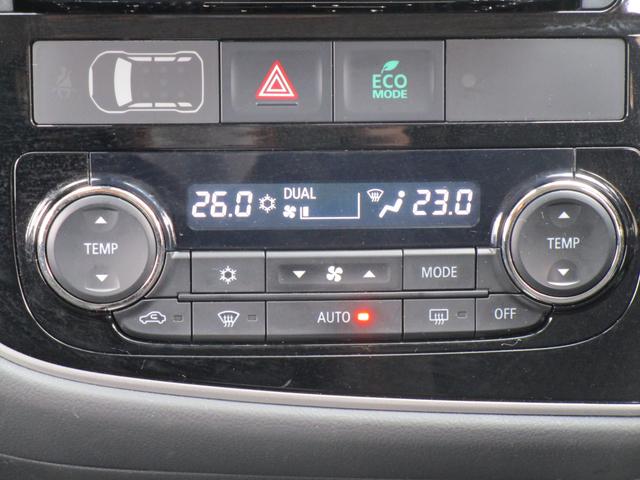 ECO
MODE
26.0 DUAL 23.0
TEMP
MODE
TEMP
AUTO
OFF